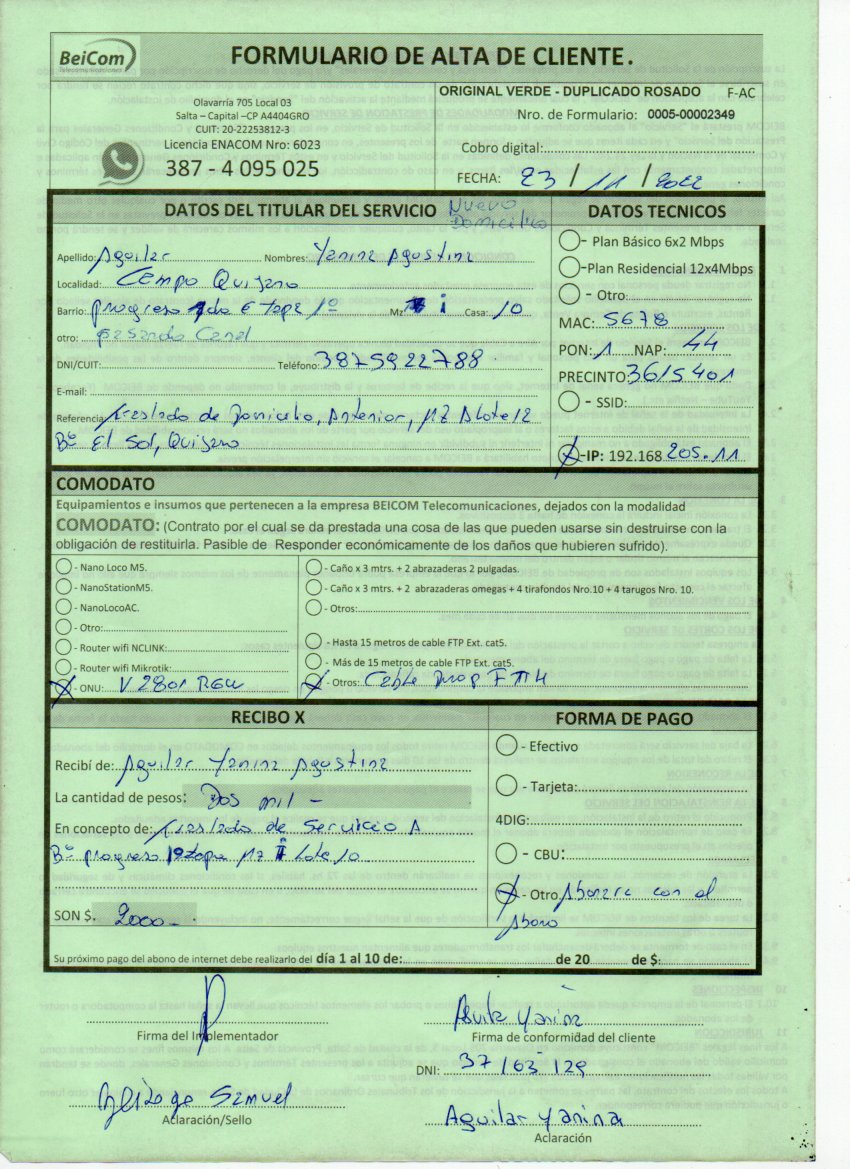 BeiCom
Telecomunicaciones
FORMULARIO DE ALTA DE CLIENTE.
Olavarría 705 Local 03
Salta – Capital –CP A4404GRO
CUIT: 20-22253812-3
Licencia ENACOM Nro: 6023
387 - 4 095 025
ORIGINAL VERDE - DUPLICADO ROSADO F-AC
Nro. de Formulario: 0005-00002349
Cobro digital:
FECHA: 23 / 11 / 2022
DATOS DEL TITULAR DEL SERVICIO Nuevo Domicilio
Apellido: Aguilar Nombres: Yanina Agostina
Localidad: Campo Quijano
Barrio: progreso Etapa 1º Mz i Casa: 10
otro: pasando Canal
DNI/CUIT: Teléfono: 3875922788
E-mail:
Referencia: Traslado de Domicilio, Anterior, Mz A Lote 12
Bº El Sol, Quijano
DATOS TECNICOS
- Plan Básico 6x2 Mbps
-Plan Residencial 12x4Mbps
- Otro:
MAC: 5678
PON: 1 NAP: 44
PRECINTO: 3615401
- SSID:
-IP: 192.168 205.11
COMODATO
Equipamientos e insumos que pertenecen a la empresa BEICOM Telecomunicaciones, dejados con la modalidad
COMODATO: (Contrato por el cual se da prestada una cosa de las que pueden usarse sin destruirse con la
obligación de restituirla. Pasible de Responder económicamente de los daños que hubieren sufrido).
- Nano Loco M5.
- NanoStationM5.
- NanoLocoAC.
- Otro:
- Router wifi NCLINK:
- Router wifi Mikrotik:
- ONU: V2801 RGW
- Caño x 3 mtrs. + 2 abrazaderas 2 pulgadas.
- Caño x 3 mtrs. + 2 abrazaderas omegas + 4 tirafondos Nro.10 + 4 tarugos Nro. 10.
- Otros:
- Hasta 15 metros de cable FTP Ext. cat5.
- Más de 15 metros de cable FTP Ext. cat5.
- Otros: Cable Drop FTTH
RECIBO X
Recibí de: Aguilar Yanina Agostina
La cantidad de pesos: Dos mil -
En concepto de: Traslado de Servicio A
Bº progreso etapa Mz I Lote 10
SON $. 2000 -
FORMA DE PAGO
- Efectivo
- Tarjeta:
4DIG:
- CBU:
- Otro Abonara con el
Abono
Su próximo pago del abono de internet debe realizarlo del día 1 al 10 de: de 20 de $:
Firma del Implementador
Samuel
Aclaración/Sello
Yanina
Firma de conformidad del cliente
DNI: 37163129
Aguilar Yanina
Aclaración